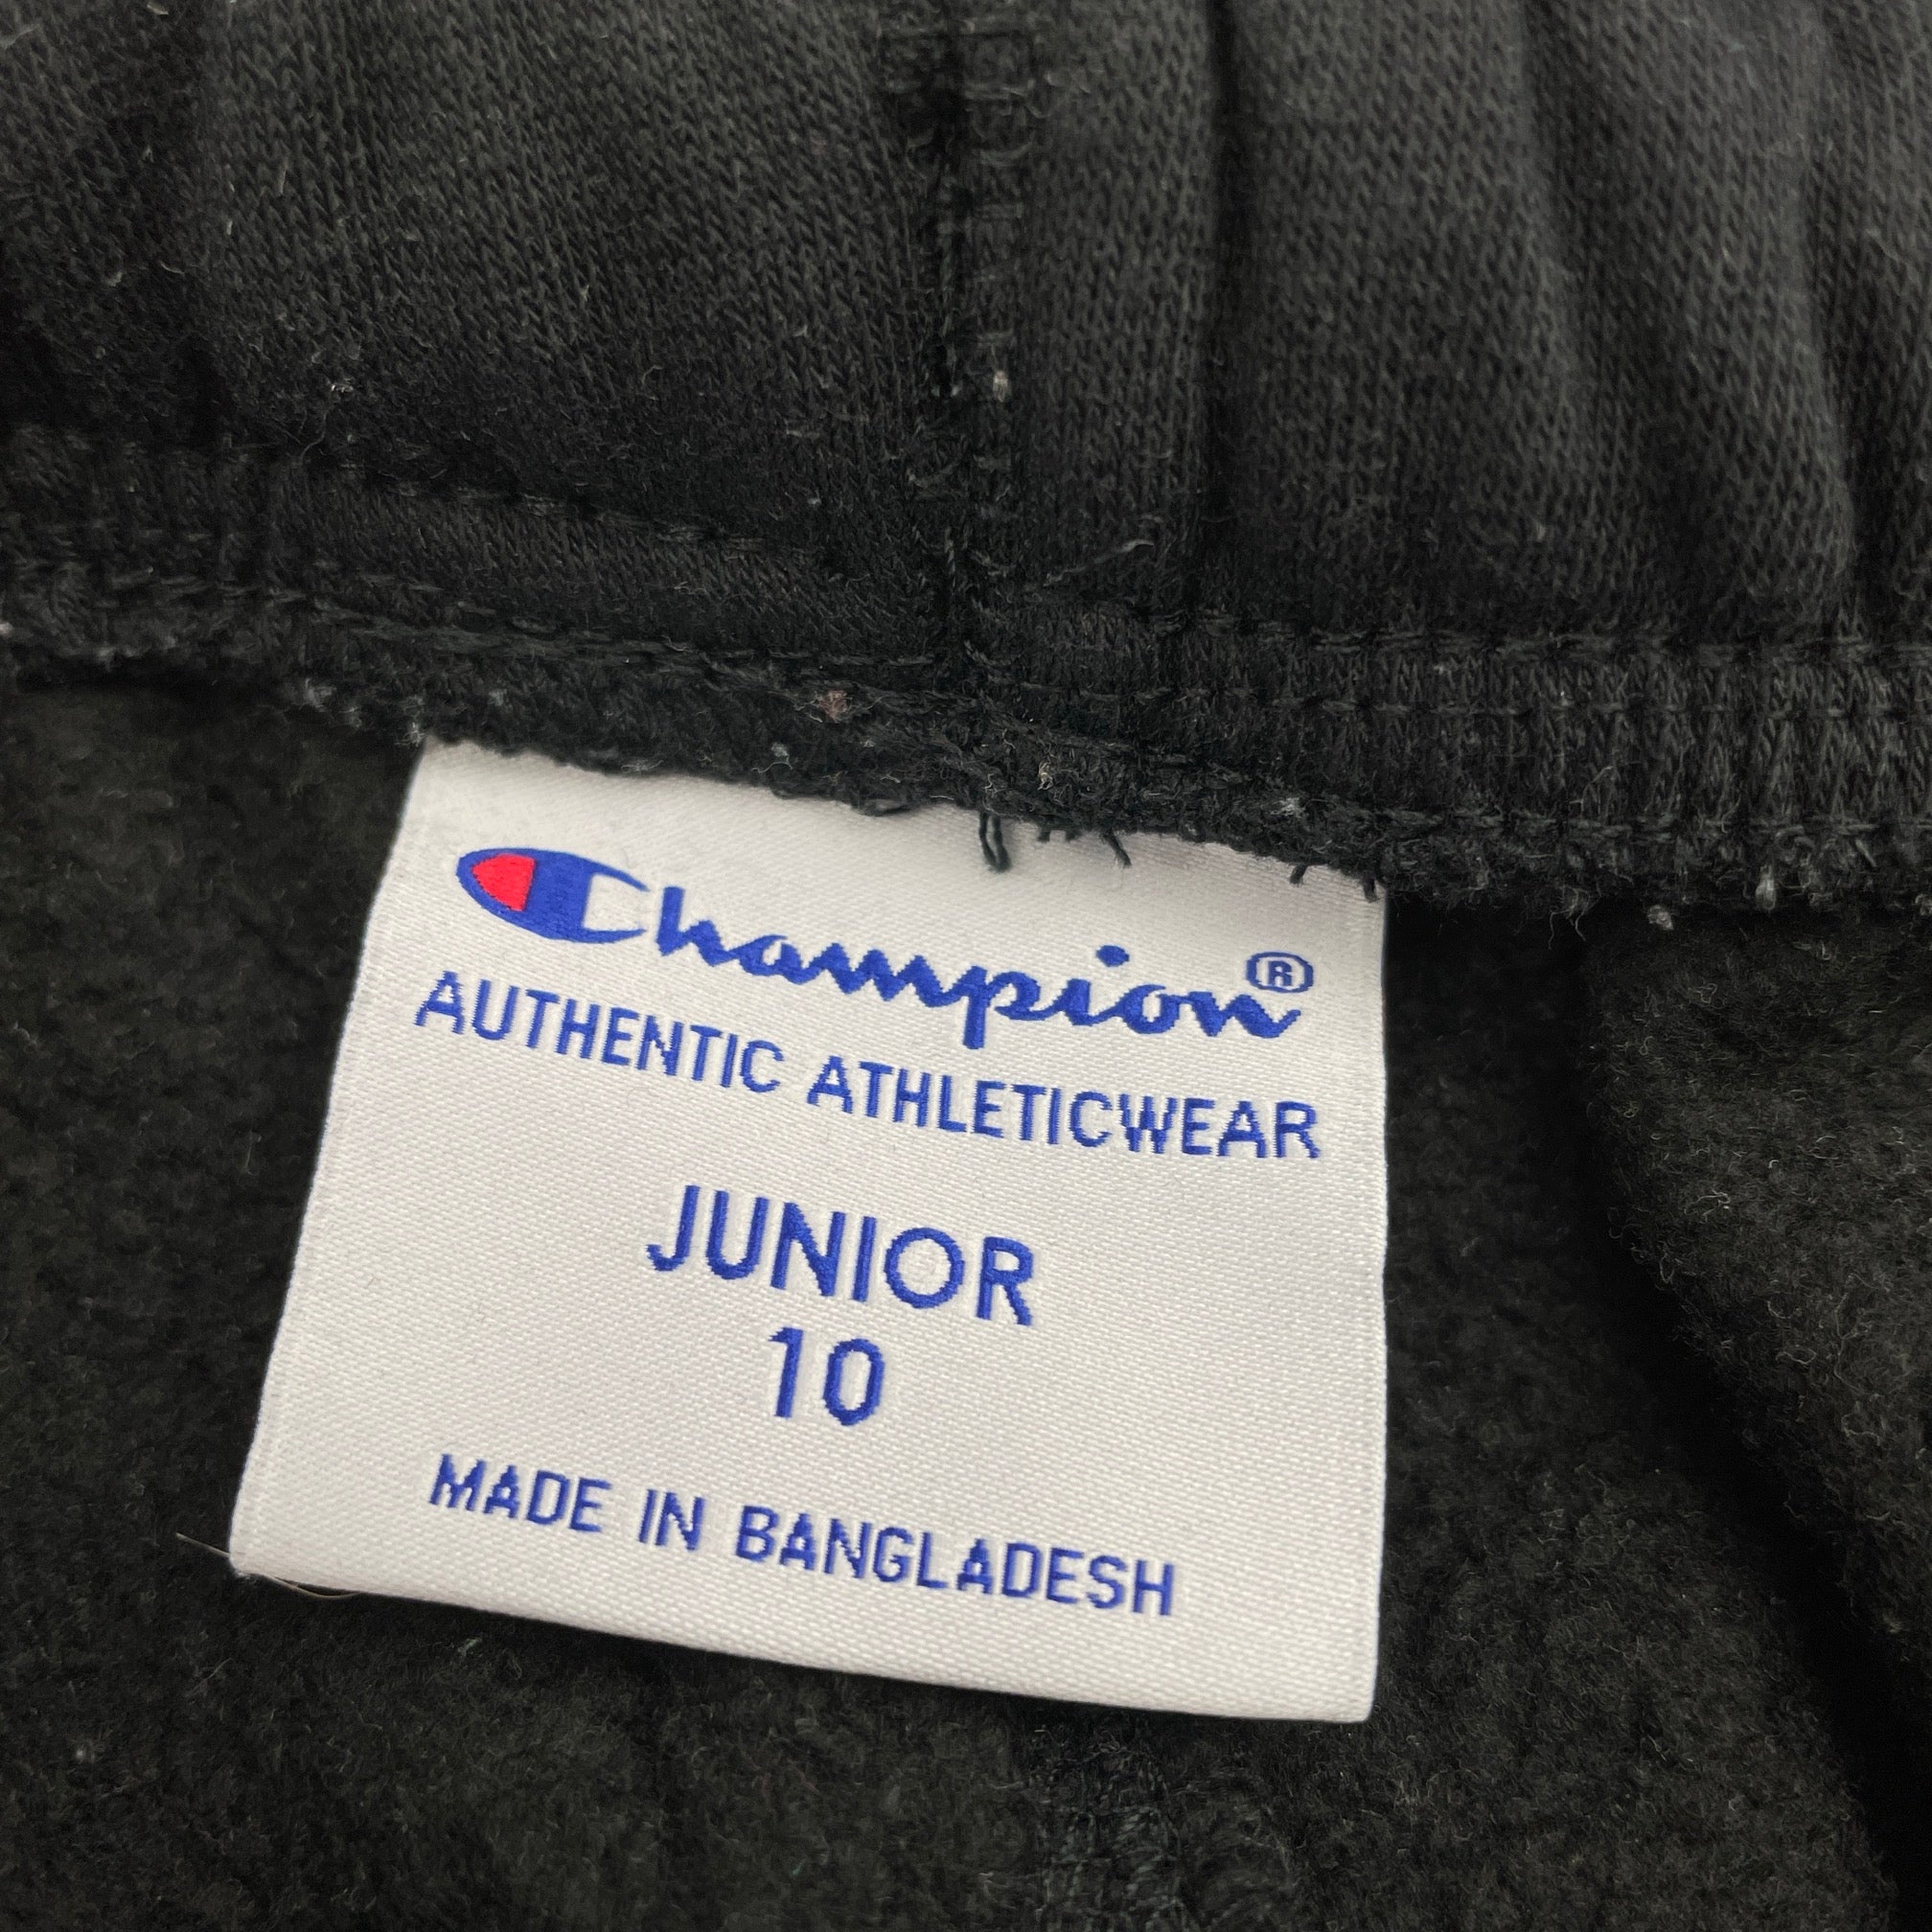 Champion®
AUTHENTIC ATHLETICWEAR
JUNIOR
10
MADE IN BANGLADESH